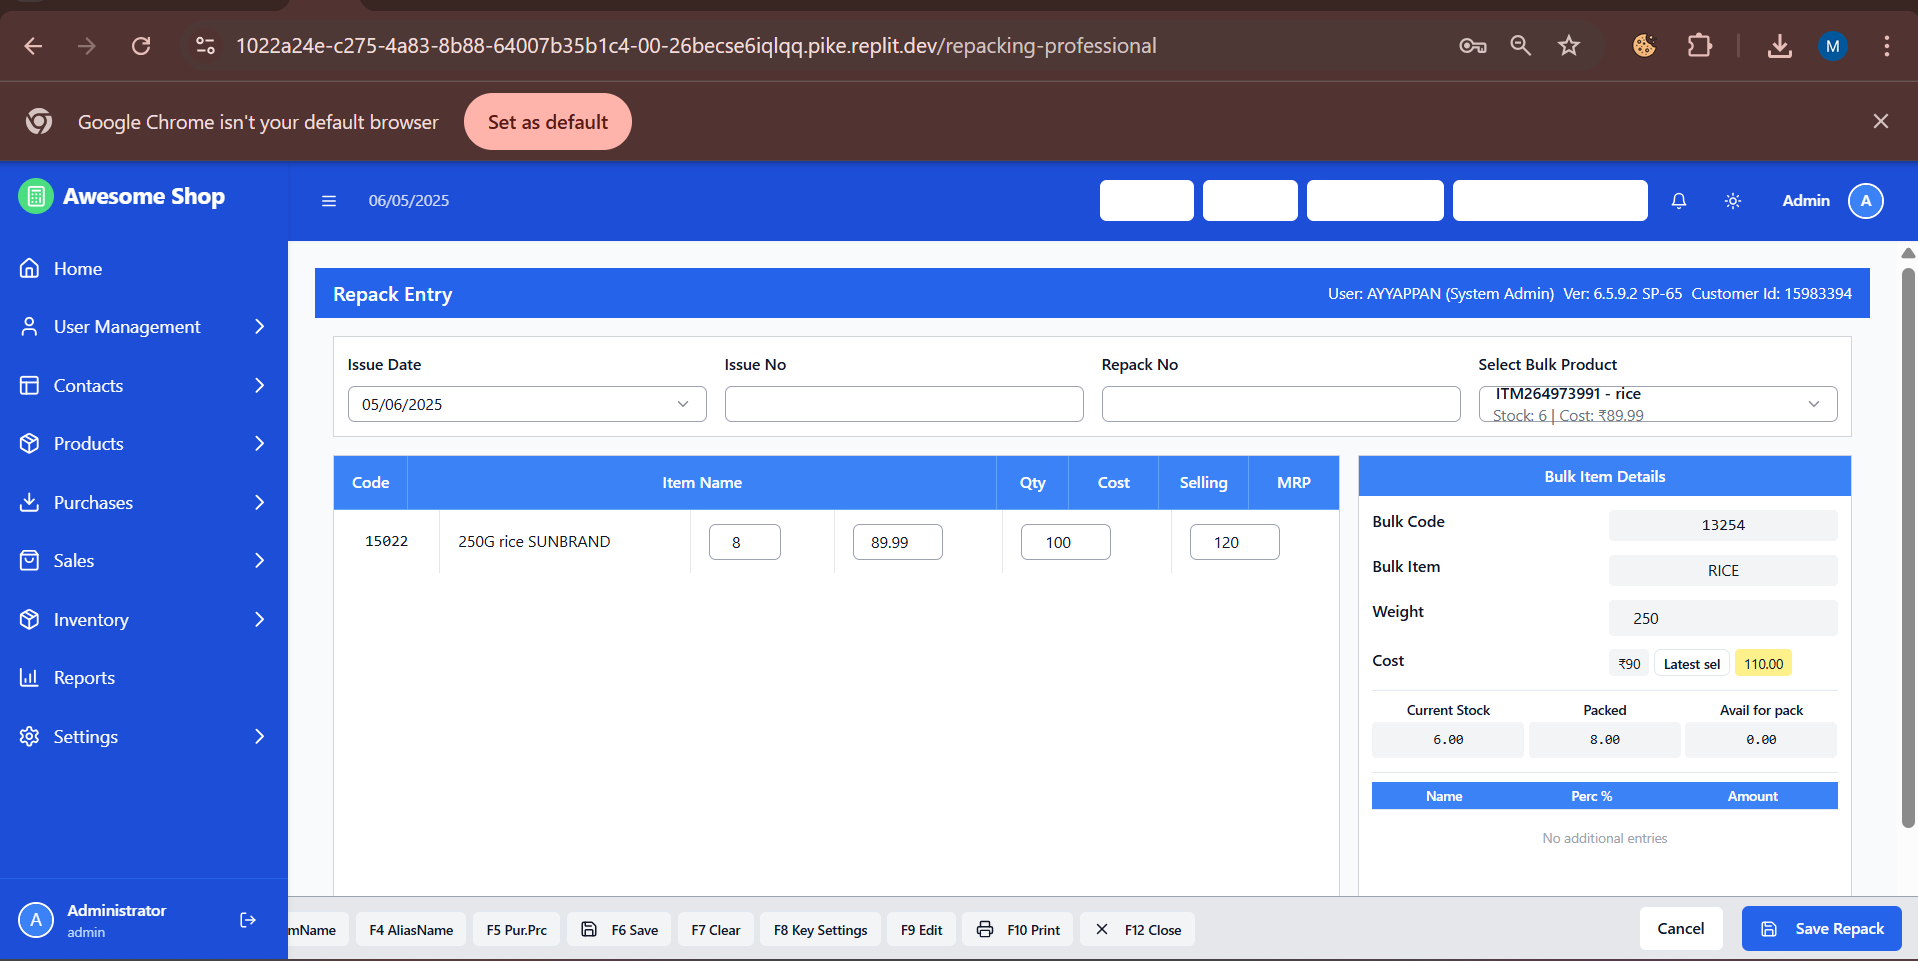 1022a24e-c275-4a83-8b88-64007b35b1c4-00-26becse6iqlqq.pike.replit.dev/repacking-professional
M
Google Chrome isn't your default browser
Set as default
Awesome Shop
06/05/2025
Admin
A
Home
User Management
Contacts
Products
Purchases
Sales
Inventory
Reports
Settings
A
Administrator
admin
Repack Entry
User: AYYAPPAN (System Admin) Ver: 6.5.9.2 SP-65 Customer Id: 15983394
Issue Date
Issue No
Repack No
Select Bulk Product
05/06/2025
ITM264973991 - rice
Stock: 6 | Cost: ₹89.99
Code Item Name Qty Cost Selling MRP
15022 250G rice SUNBRAND 8 89.99 100 120
Bulk Item Details
Bulk Code 13254
Bulk Item RICE
Weight 250
Cost ₹90 Latest sel 110.00
Current Stock Packed Avail for pack
6.00 8.00 0.00
Name Perc % Amount
No additional entries
mName F4 AliasName F5 Pur.Prc F6 Save F7 Clear F8 Key Settings F9 Edit F10 Print F12 Close
Cancel Save Repack